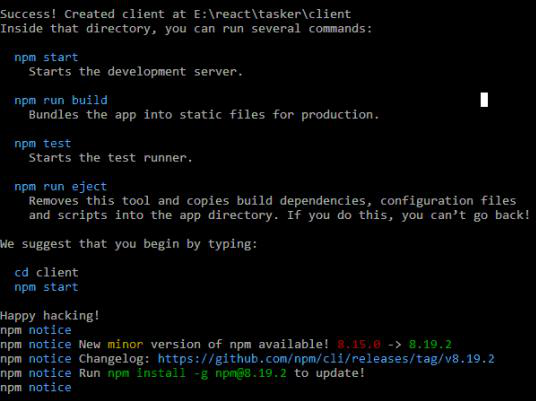 Success! Created client at E:\react\tasker\client
Inside that directory, you can run several commands:
npm start
Starts the development server.
npm run build
Bundles the app into static files for production.
npm test
Starts the test runner.
npm run eject
Removes this tool and copies build dependencies, configuration files
and scripts into the app directory. If you do this, you can’t go back!
We suggest that you begin by typing:
cd client
npm start
Happy hacking!
npm notice
npm notice New minor version of npm available! 8.15.0 -> 8.19.2
npm notice Changelog: https://github.com/npm/cli/releases/tag/v8.19.2
npm notice Run npm install -g npm@8.19.2 to update!
npm notice